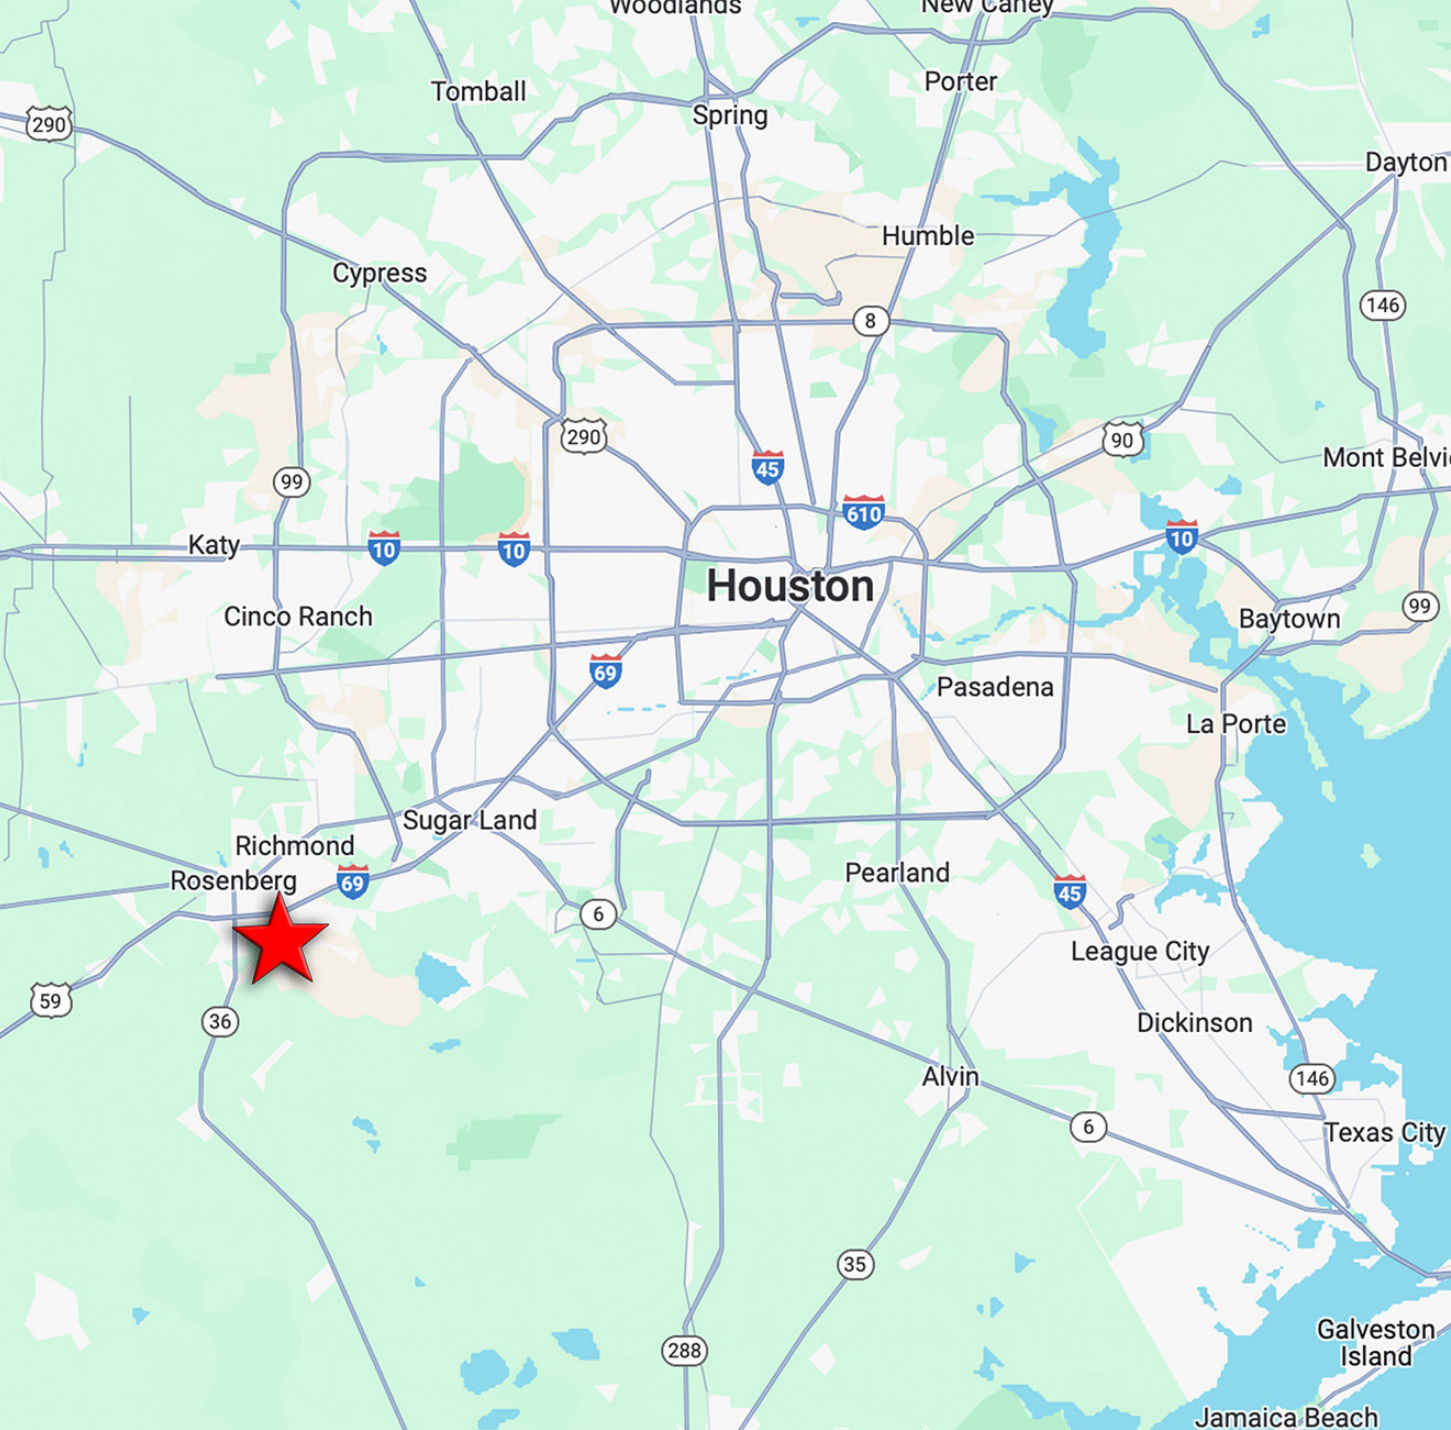 Woodlands
New Caney
Tomball
Porter
Spring
290
Dayton
Humble
Cypress
146
8
290
90
45
Mont Belvi
99
610
10
Katy
10
10
Houston
99
Cinco Ranch
Baytown
69
Pasadena
La Porte
Sugar Land
Richmond
Pearland
Rosenberg
69
45
6
League City
59
36
Dickinson
Alvin
146
6
Texas City
35
Galveston
Island
288
Jamaica Beach